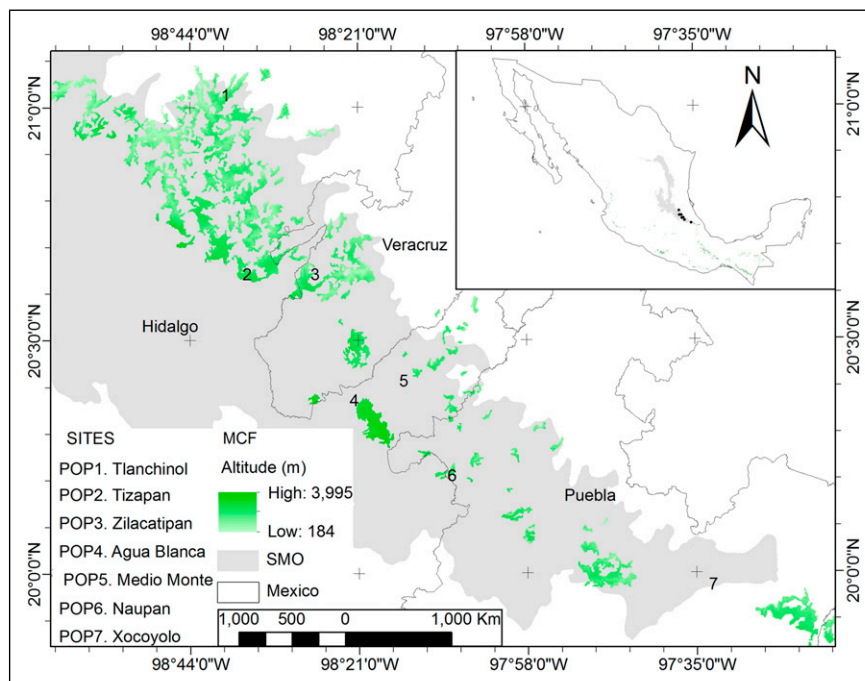 98°44'0"W 98°21'0"W 97°58'0"W 97°35'0"W
21°0'0"N
20°30'0"N
20°0'0"N
N
1
2
3
Veracruz
Hidalgo
5
4
6
Puebla
7
SITES
POP1. Tlanchinol
POP2. Tizapan
POP3. Zilacatipan
POP4. Agua Blanca
POP5. Medio Monte
POP6. Naupan
POP7. Xocoyolo
MCF
Altitude (m)
High: 3,995
Low: 184
SMO
Mexico
1,000 500 0 1,000 Km
21°0'0"N
20°30'0"N
20°0'0"N
98°44'0"W 98°21'0"W 97°58'0"W 97°35'0"W